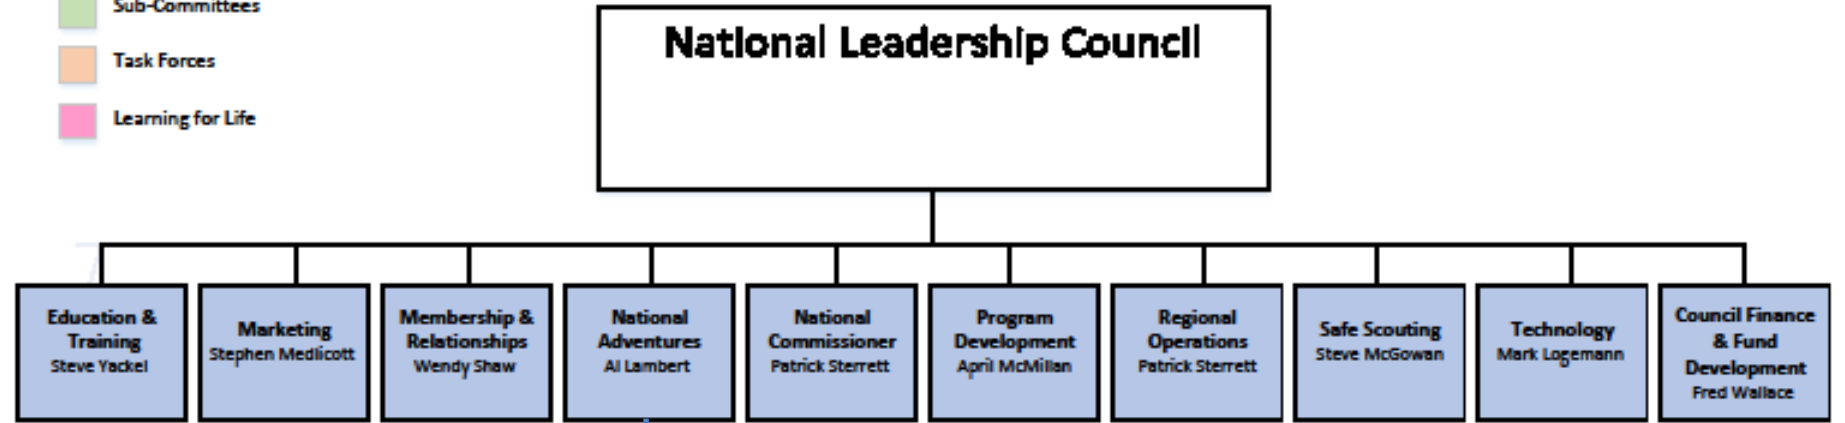 Sub-Committees
Task Forces
Learning for Life
National Leadership Council
Education &
Training
Steve Yackel
Marketing
Stephen Medlicott
Membership &
Relationships
Wendy Shaw
National
Adventures
Al Lambert
National
Commissioner
Patrick Sterrett
Program
Development
April McMillan
Regional
Operations
Patrick Sterrett
Safe Scouting
Steve McGowan
Technology
Mark Logemann
Council Finance
& Fund
Development
Fred Wallace